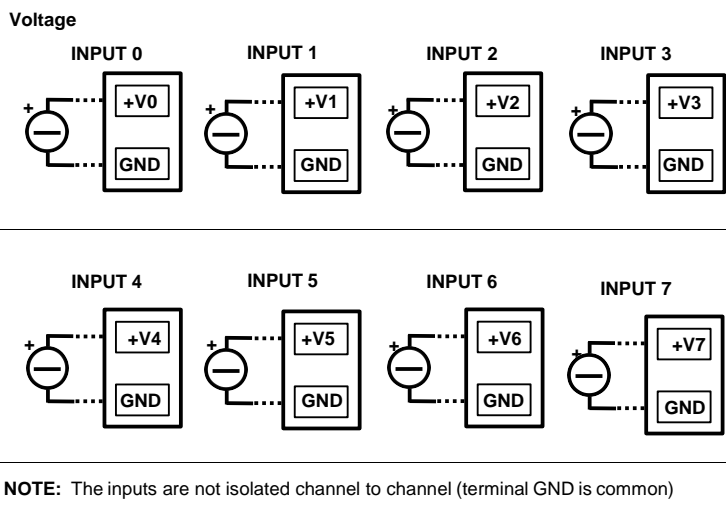 Voltage
INPUT 0 INPUT 1 INPUT 2 INPUT 3
+ +V0 + +V1 + +V2 + +V3
GND GND GND GND
INPUT 4 INPUT 5 INPUT 6 INPUT 7
+ +V4 + +V5 + +V6 + +V7
GND GND GND GND
NOTE: The inputs are not isolated channel to channel (terminal GND is common)